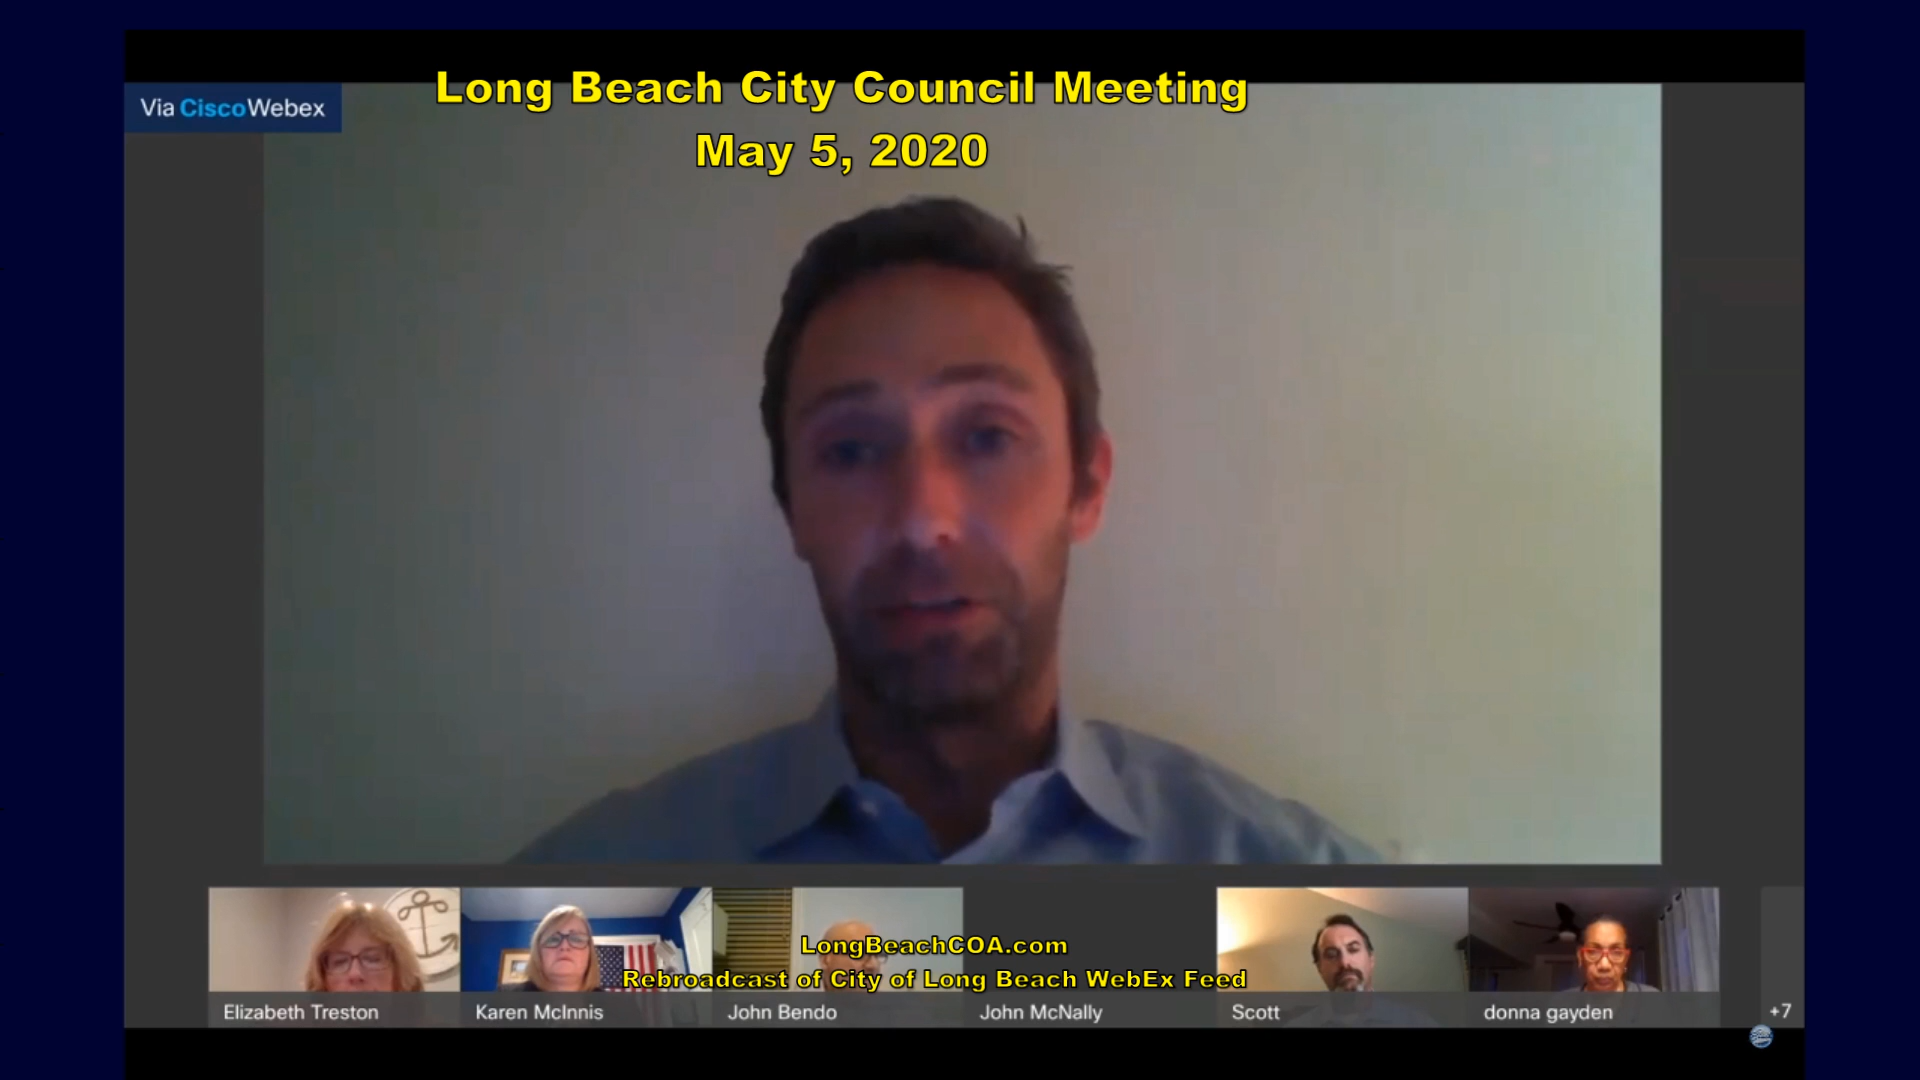 Long Beach City Council Meeting
May 5, 2020
Via CiscoWebex
LongBeachCOA.com
Rebroadcast of City of Long Beach WebEx Feed
Elizabeth Treston
Karen McInnis
John Bendo
John McNally
Scott
donna gayden
+7